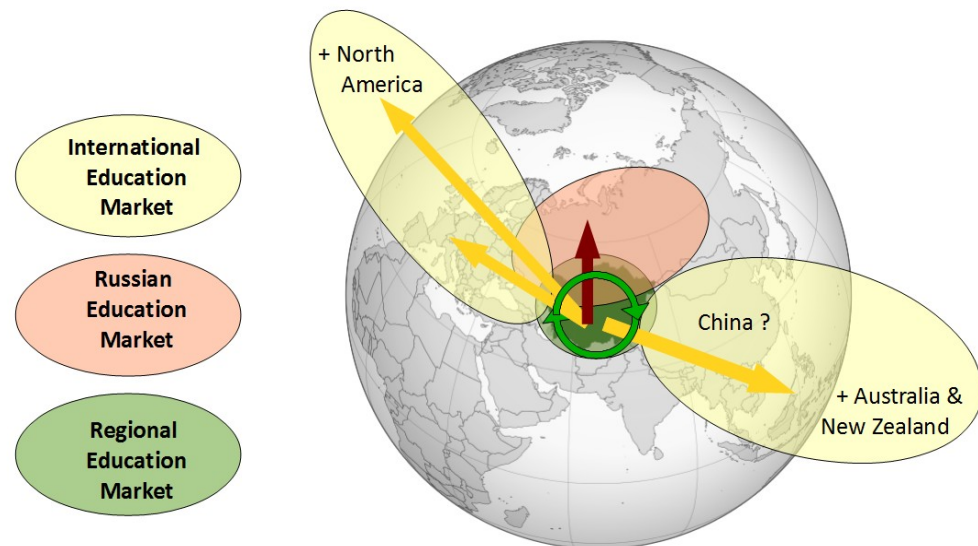 International
Education
Market
Russian
Education
Market
Regional
Education
Market
+ North
America
China ?
+ Australia &
New Zealand